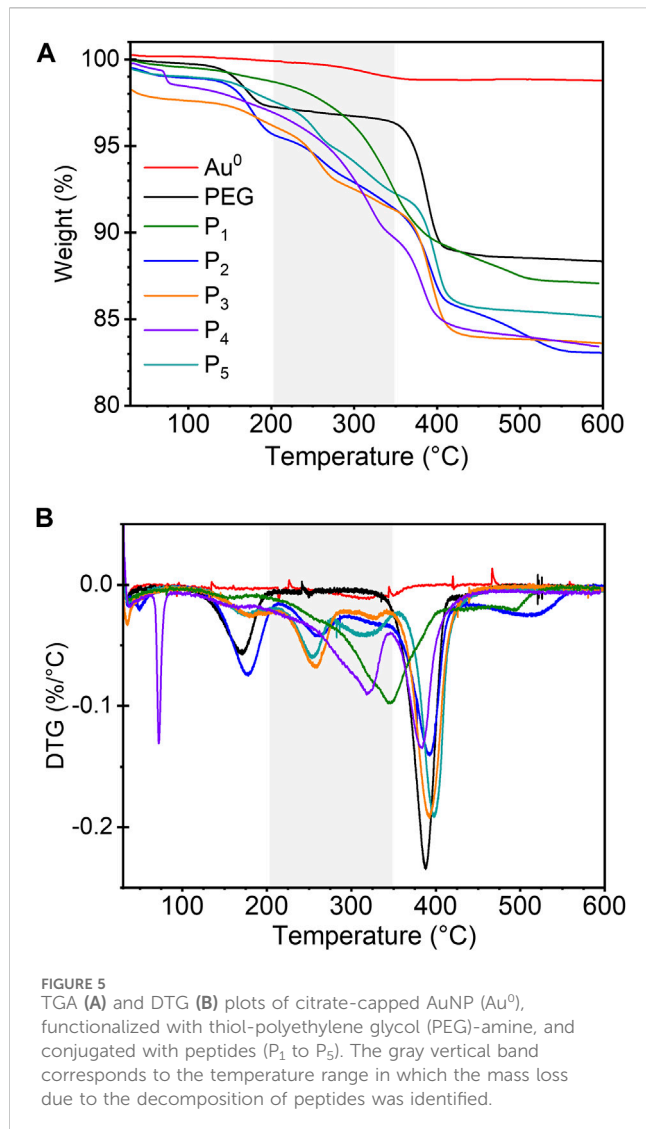 A
100
95
90
85
80
Weight (%)
Au⁰
PEG
P₁
P₂
P₃
P₄
P₅
100 200 300 400 500 600
Temperature (°C)
B
0.0
-0.1
-0.2
DTG (%/°C)
100 200 300 400 500 600
Temperature (°C)
FIGURE 5
TGA (A) and DTG (B) plots of citrate-capped AuNP (Au⁰),
functionalized with thiol-polyethylene glycol (PEG)-amine, and
conjugated with peptides (P₁ to P₅). The gray vertical band
corresponds to the temperature range in which the mass loss
due to the decomposition of peptides was identified.